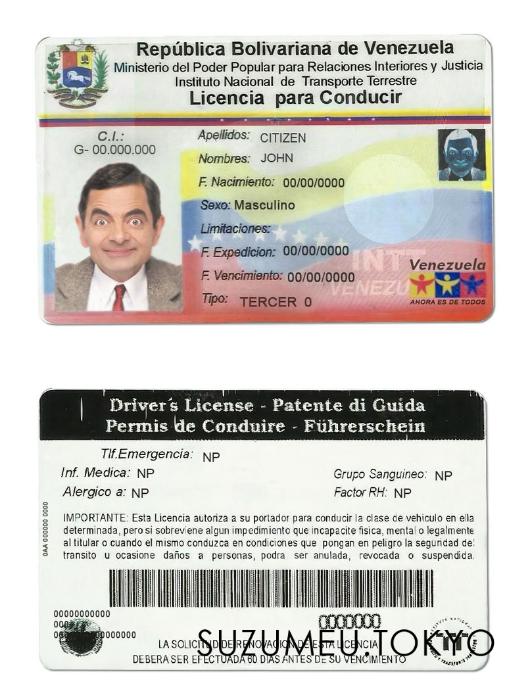 República Bolivariana de Venezuela
Ministerio del Poder Popular para Relaciones Interiores y Justicia
Instituto Nacional de Transporte Terrestre
Licencia para Conducir
C.I.:
G- 00.000.000
Apellidos: CITIZEN
Nombres: JOHN
F. Nacimiento: 00/00/0000
Sexo: Masculino
Limitaciones:
F. Expedicion: 00/00/0000
F. Vencimiento: 00/00/0000
Tipo: TERCER 0
INTT
VENEZU
Venezuela
AHORA ES DE TODOS
Driver's License - Patente di Guida
Permis de Conduire - Führerschein
Tlf.Emergencia: NP
Inf. Medica: NP
Grupo Sanguineo: NP
Alergico a: NP
Factor RH: NP
0AA 000000 0000
IMPORTANTE: Esta Licencia autoriza a su portador para conducir la clase de vehiculo en ella
determinada, pero si sobreviene algun impedimento que incapacite fisica, mental o legalmente
al titular o cuando el mismo conduzca en condiciones que pongan en peligro la seguridad del
transito u ocasione daños a personas, podra ser anulada, revocada o suspendida.
00000000000
0000000
LA SOLICITUD DE RENOVACION DE ESTA LICENCIA
DEBERA SER EFECTUADA 60 DIAS ANTES DE SU VENCIMIENTO
SUZUMEU.TOKYO